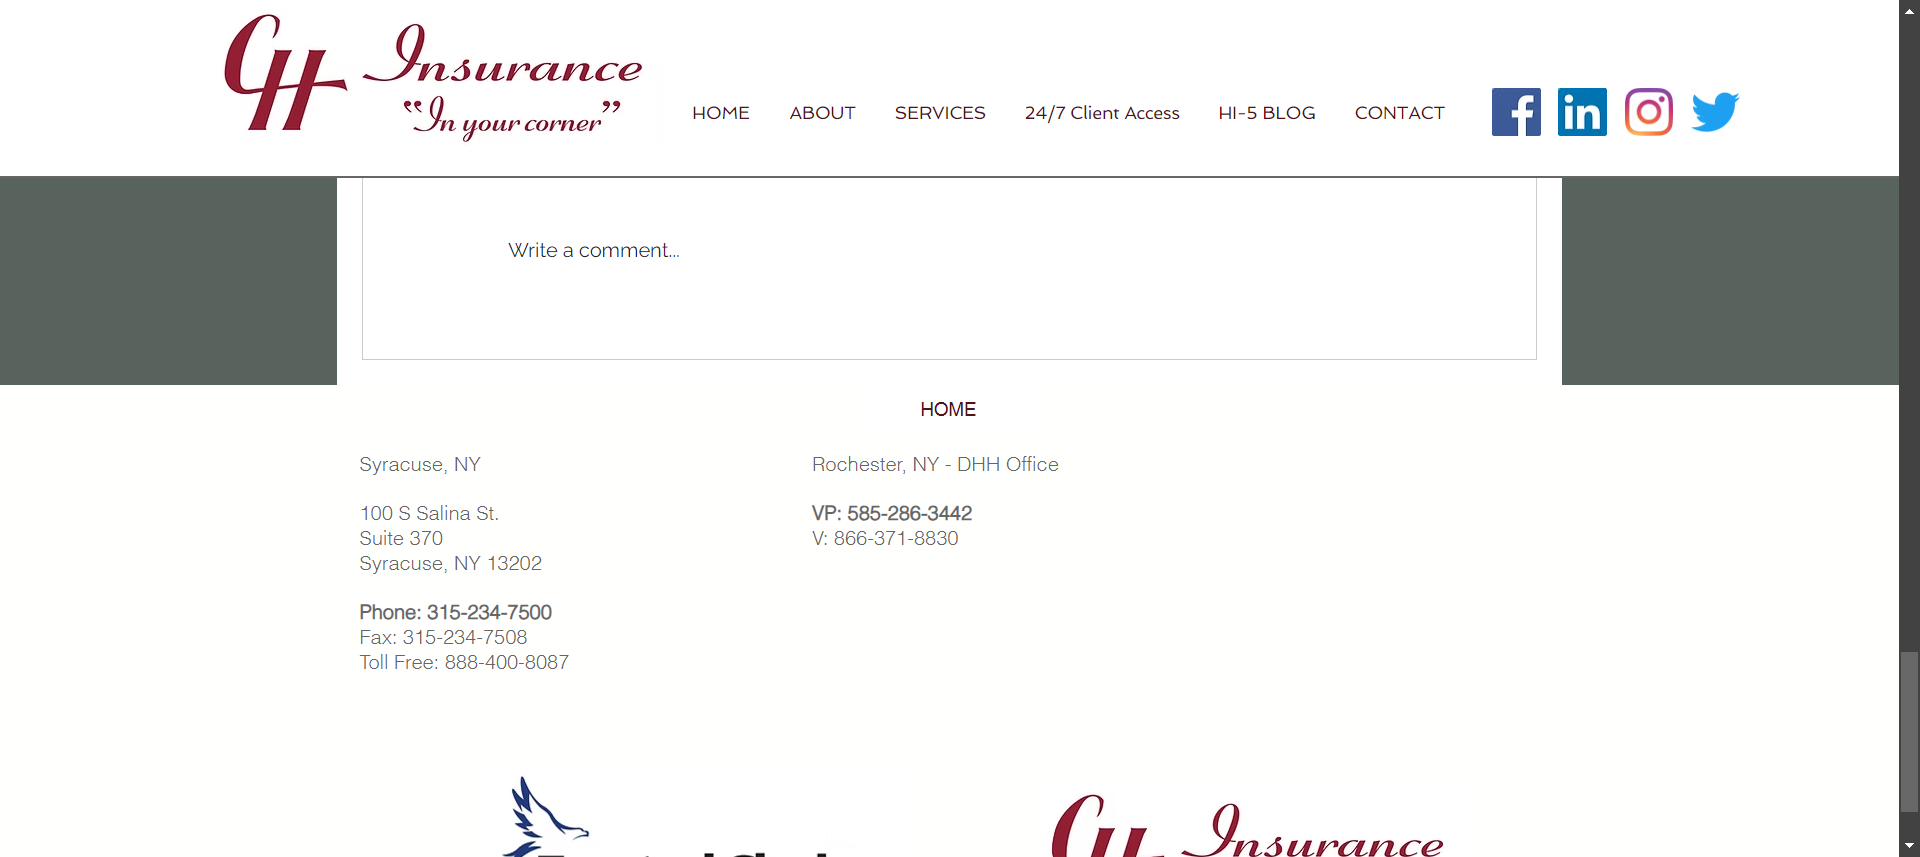 CH Insurance
“In your corner”
HOME ABOUT SERVICES 24/7 Client Access HI-5 BLOG CONTACT
Write a comment...
HOME
Syracuse, NY
100 S Salina St.
Suite 370
Syracuse, NY 13202
Phone: 315-234-7500
Fax: 315-234-7508
Toll Free: 888-400-8087
Rochester, NY - DHH Office
VP: 585-286-3442
V: 866-371-8830
CH Insurance